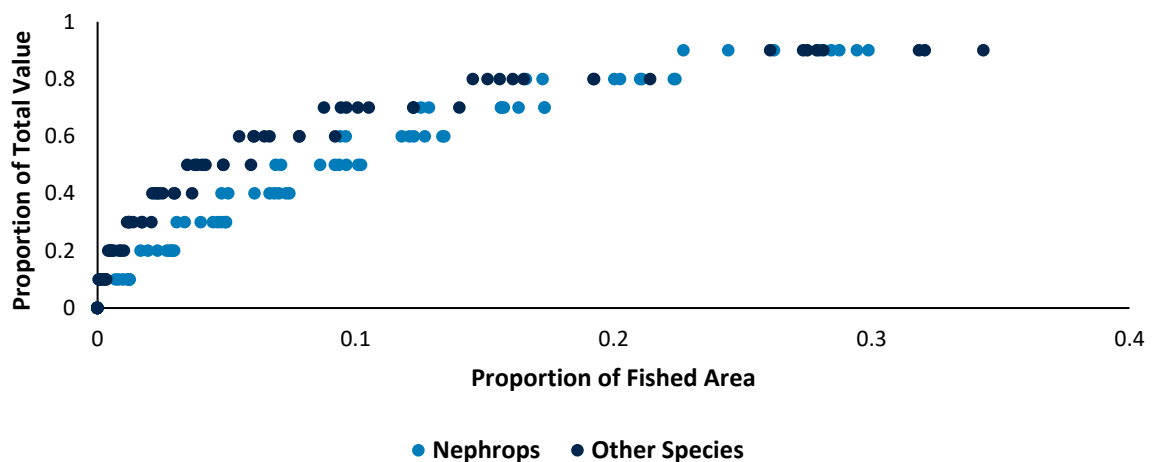 Proportion of Total Value
1
0.8
0.6
0.4
0.2
0
0 0.1 0.2 0.3 0.4
Proportion of Fished Area
Nephrops Other Species